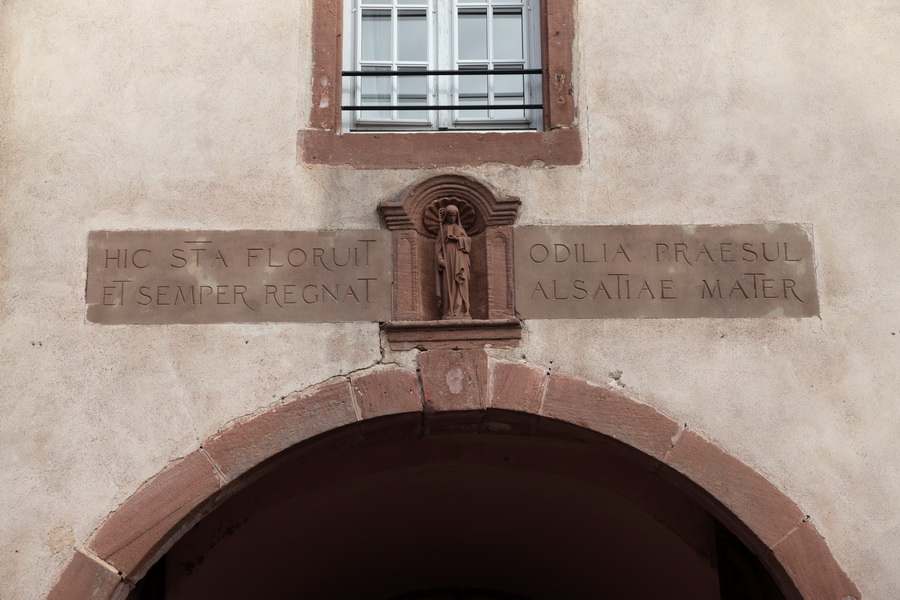 HIC STA FLORUIT
ET SEMPER REGNAT
ODILIA PRAESUL
ALSATIAE MATER